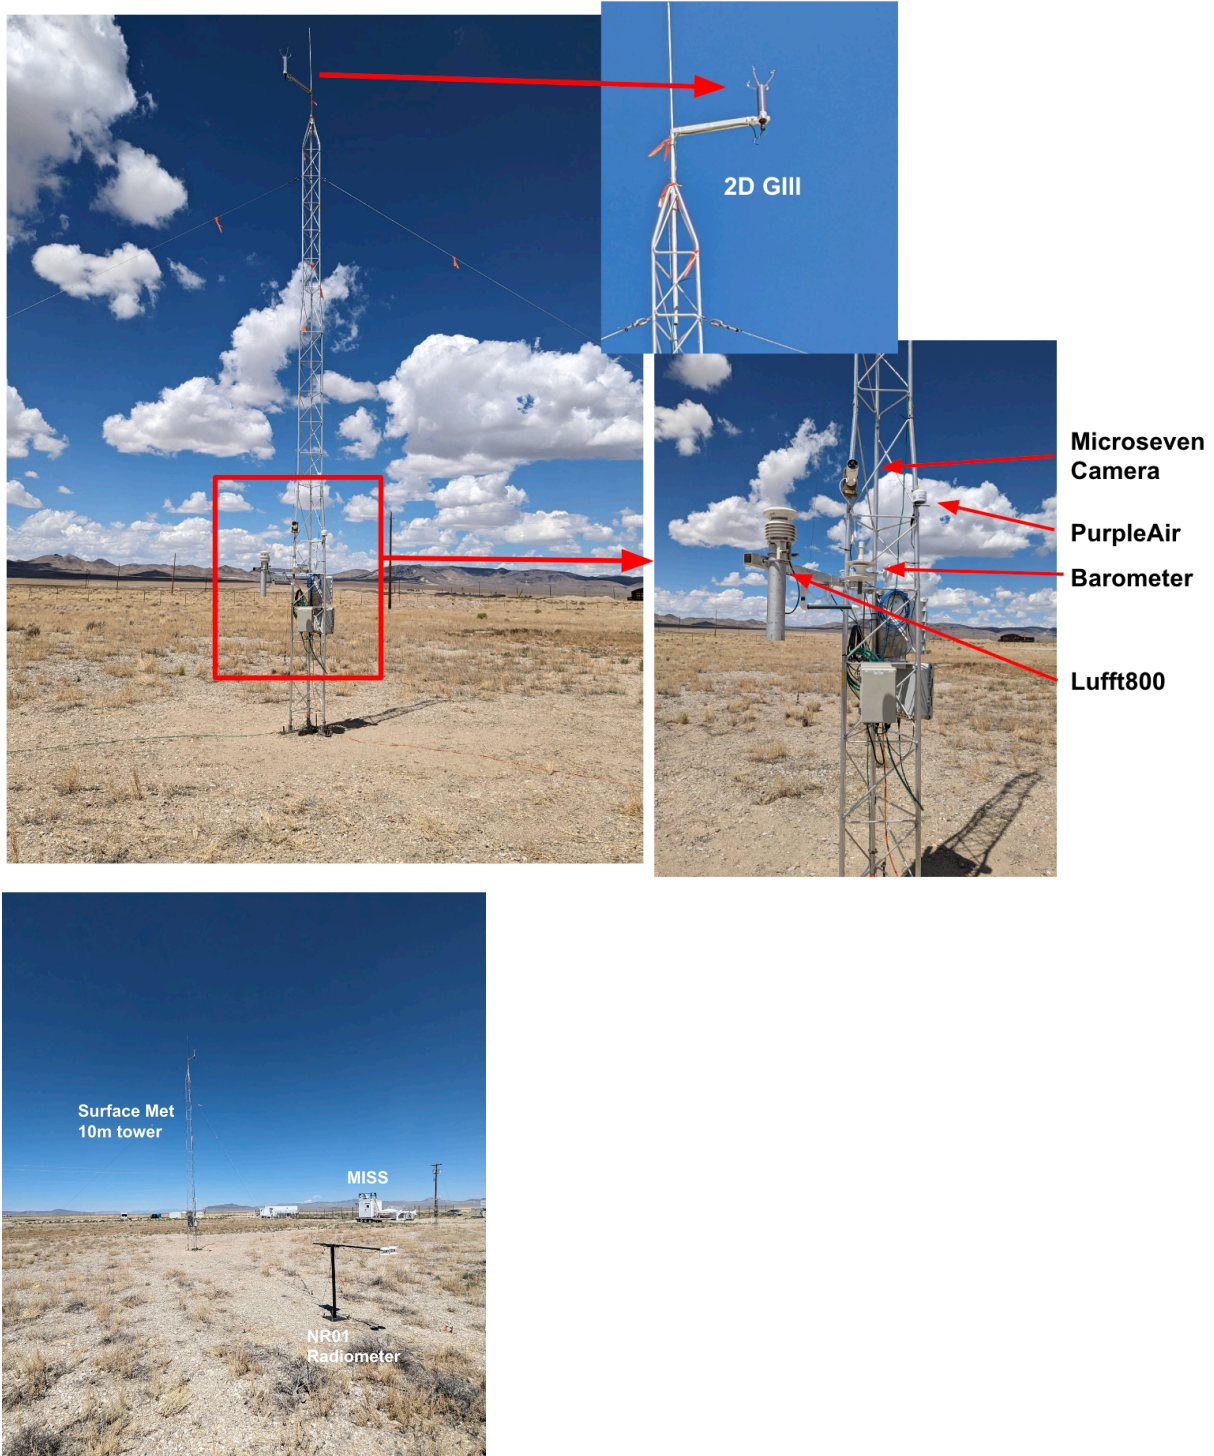 2D GIII
Microseven
Camera
PurpleAir
Barometer
Lufft800
Surface Met
10m tower
MISS
NR01
Radiometer